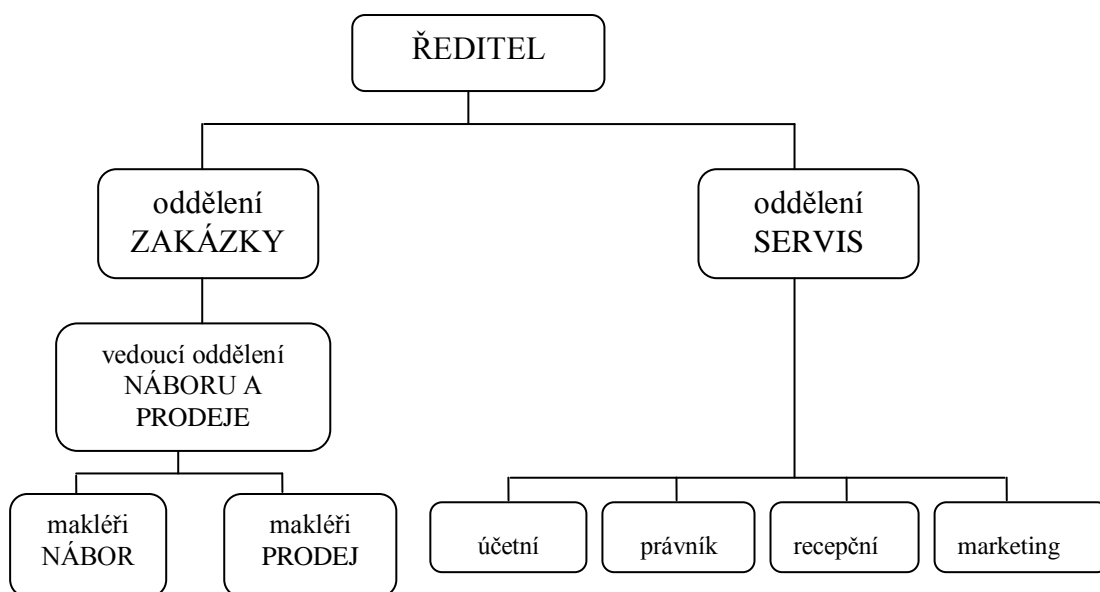 ŘEDITEL
oddělení
ZAKÁZKY
oddělení
SERVIS
vedoucí oddělení
NÁBORU A
PRODEJE
makléři
NÁBOR
makléři
PRODEJ
účetní
právník
recepční
marketing